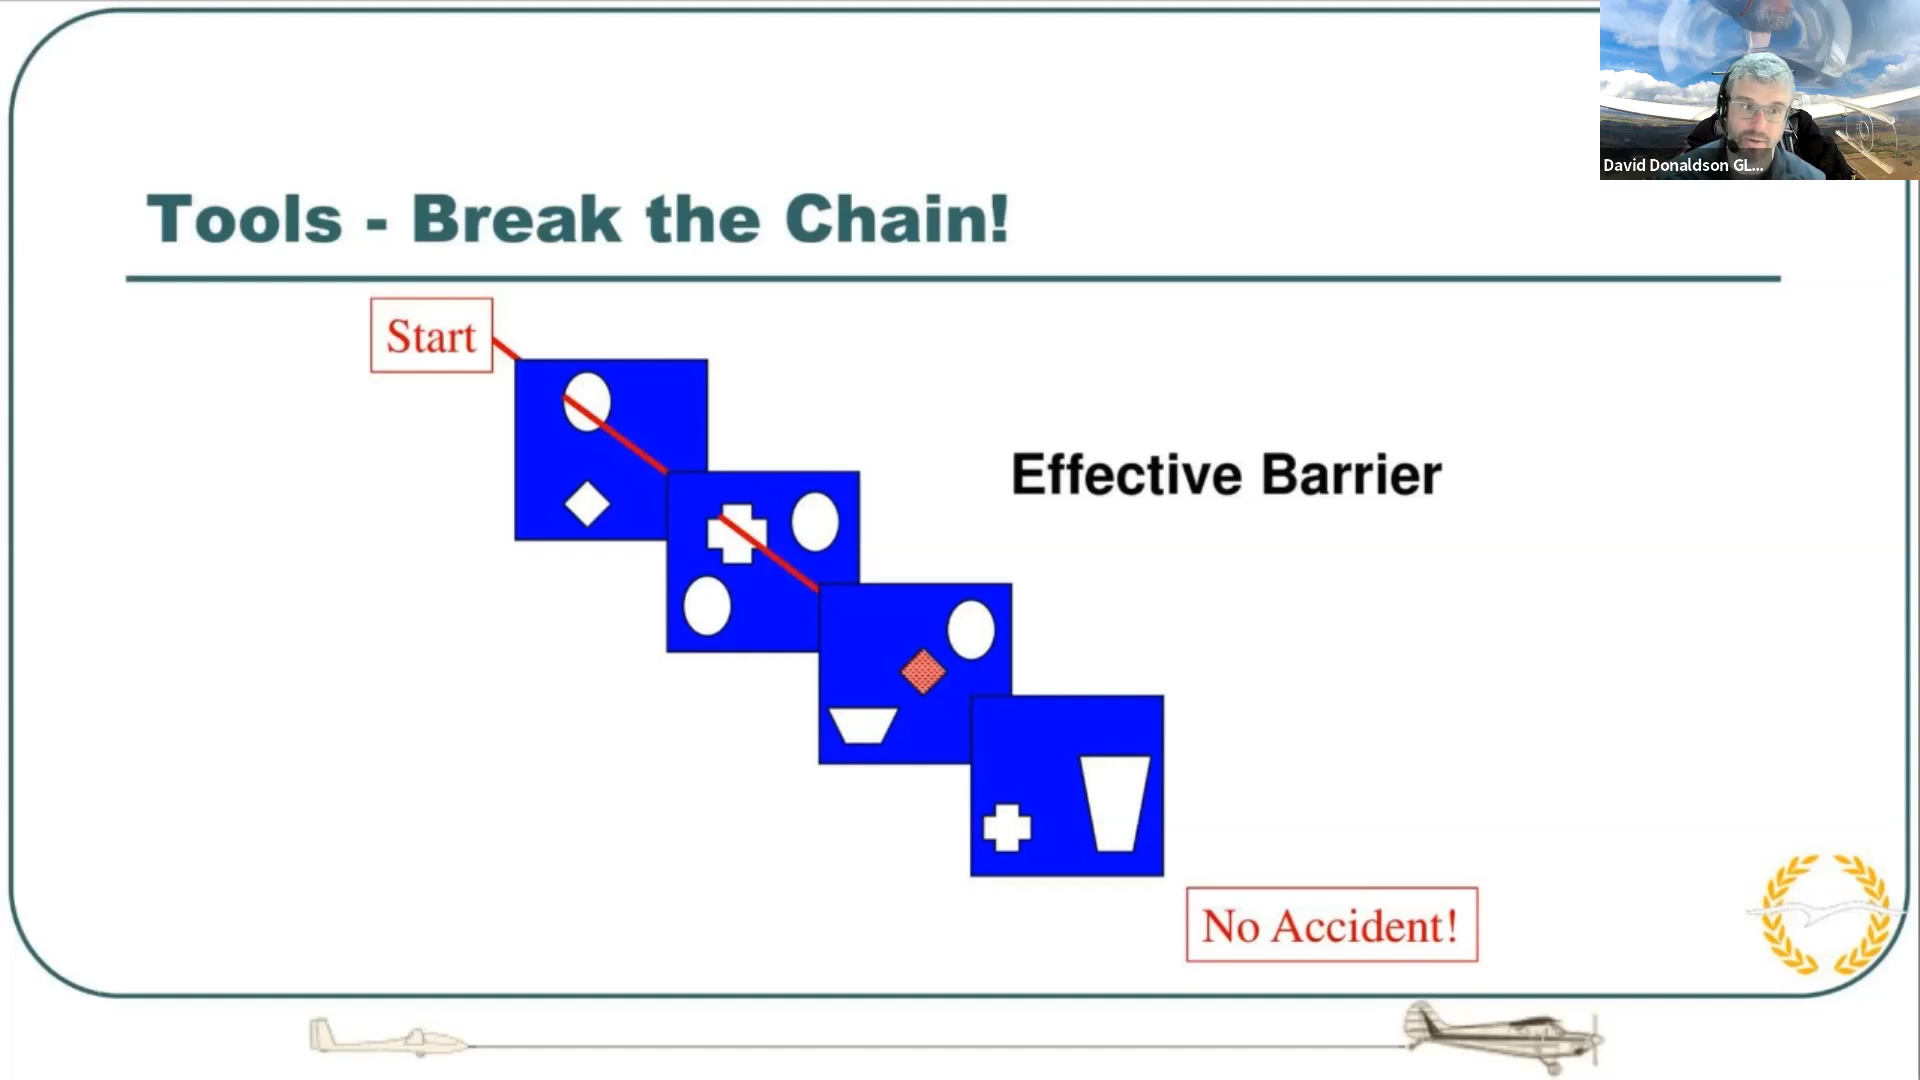 David Donaldson GL...
Tools - Break the Chain!
Start
Effective Barrier
No Accident!